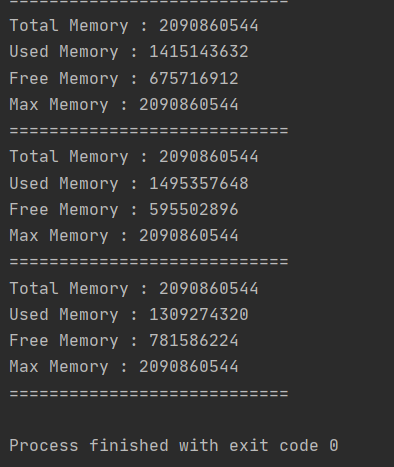 ============================
Total Memory : 2090860544
Used Memory : 1415143632
Free Memory : 675716912
Max Memory : 2090860544
============================
Total Memory : 2090860544
Used Memory : 1495357648
Free Memory : 595502896
Max Memory : 2090860544
============================
Total Memory : 2090860544
Used Memory : 1309274320
Free Memory : 781586224
Max Memory : 2090860544
============================
Process finished with exit code 0